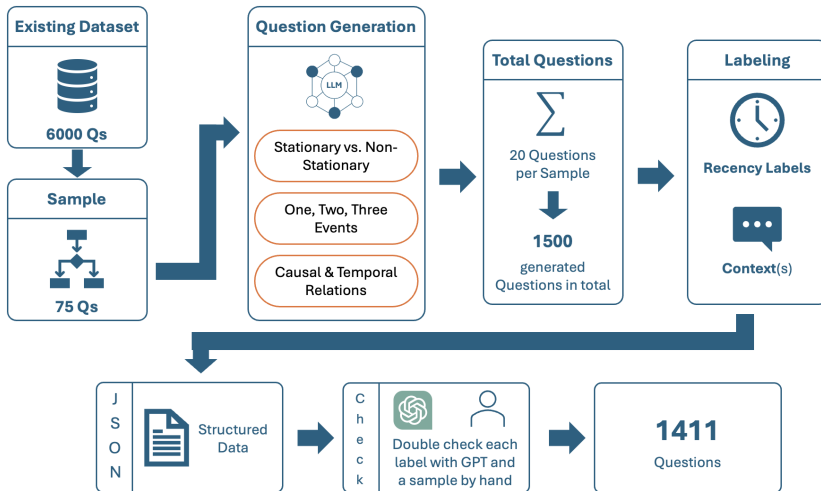 Existing Dataset
6000 Qs
Sample
75 Qs
Question Generation
LLM
Stationary vs. Non-
Stationary
One, Two, Three
Events
Causal & Temporal
Relations
Total Questions
20 Questions
per Sample
1500
generated
Questions in total
Labeling
Recency Labels
Context(s)
J
S
O
N
Structured
Data
C
h
e
c
k
Double check each
label with GPT and
a sample by hand
1411
Questions